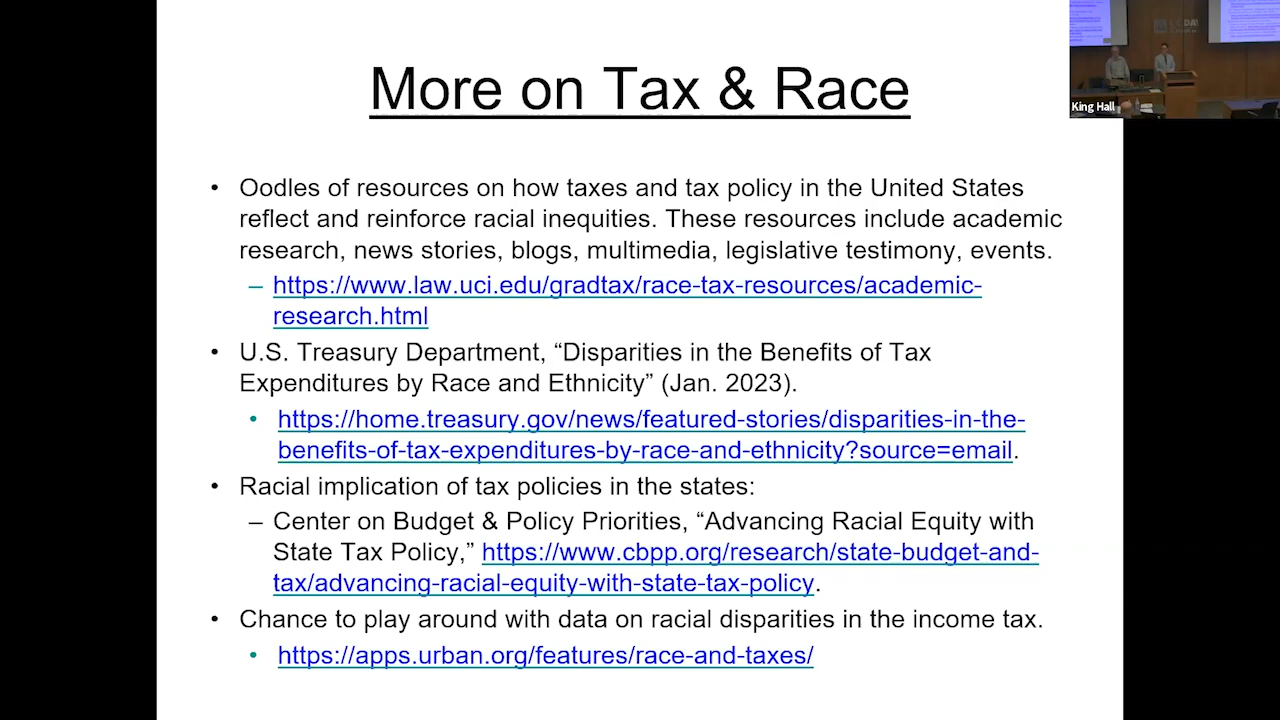 More on Tax & Race
King Hall
• Oodles of resources on how taxes and tax policy in the United States
reflect and reinforce racial inequities. These resources include academic
research, news stories, blogs, multimedia, legislative testimony, events.
– https://www.law.uci.edu/gradtax/race-tax-resources/academic-
research.html
• U.S. Treasury Department, “Disparities in the Benefits of Tax
Expenditures by Race and Ethnicity” (Jan. 2023).
• https://home.treasury.gov/news/featured-stories/disparities-in-the-
benefits-of-tax-expenditures-by-race-and-ethnicity?source=email.
• Racial implication of tax policies in the states:
– Center on Budget & Policy Priorities, “Advancing Racial Equity with
State Tax Policy,” https://www.cbpp.org/research/state-budget-and-
tax/advancing-racial-equity-with-state-tax-policy.
• Chance to play around with data on racial disparities in the income tax.
• https://apps.urban.org/features/race-and-taxes/